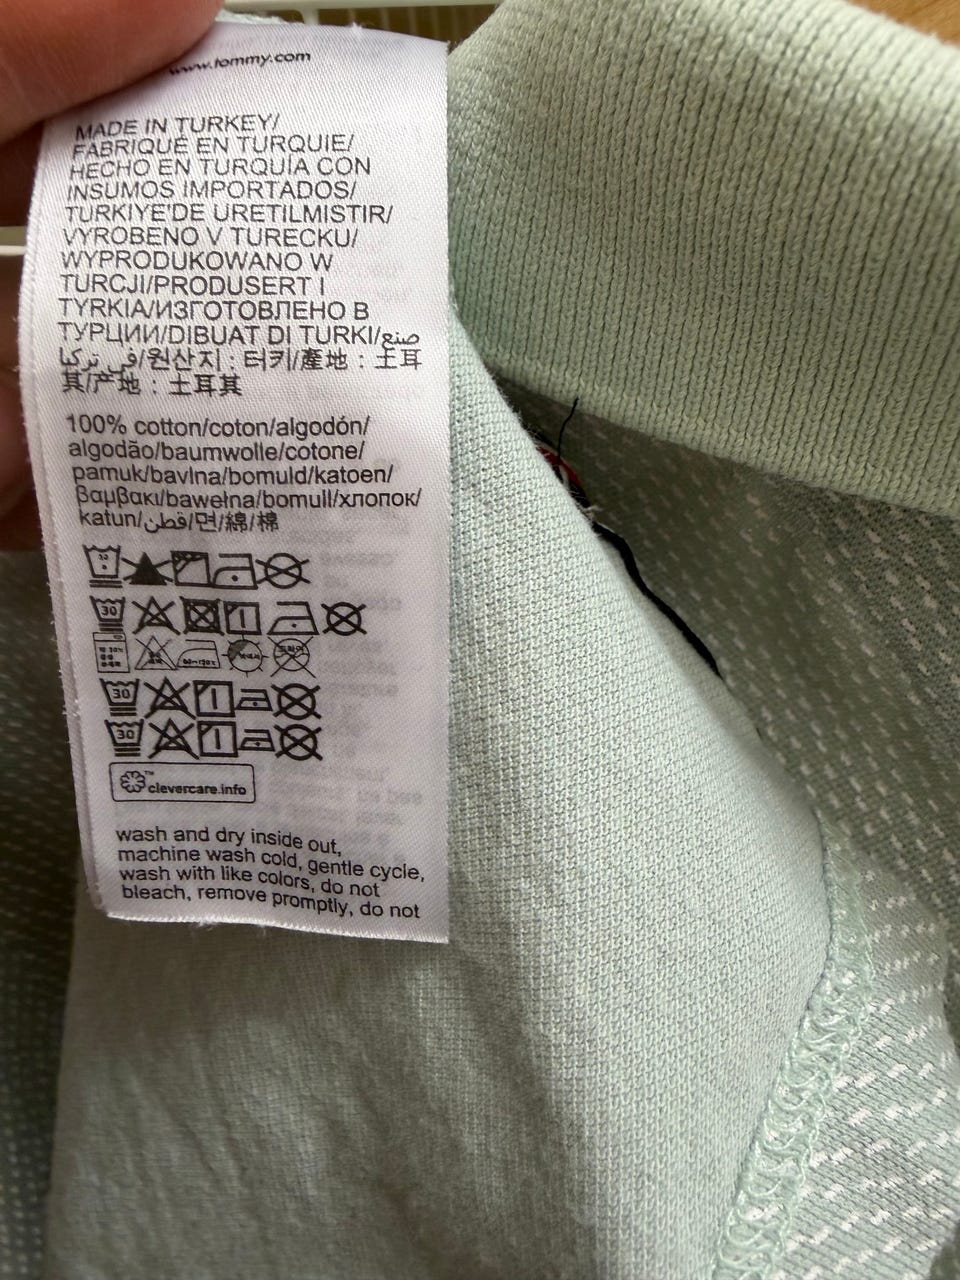 www.tommy.com
MADE IN TURKEY/
FABRIQUÉ EN TURQUIE/
HECHO EN TURQUÍA CON
INSUMOS IMPORTADOS/
TURKIYE'DE URETILMISTIR/
VYROBENO V TURECKU/
WYPRODUKOWANO W
TURCJI/PRODUSERT I
TYRKIA/ИЗГОТОВЛЕНО В
ТУРЦИИ/DIBUAT DI TURKI/صنع
في تركيا/원산지 : 터키/產地 : 土耳
其/产地 : 土耳其
100% cotton/coton/algodón/
algodão/baumwolle/cotone/
pamuk/bavlna/bomuld/katoen/
βαμβακι/bawełna/bomull/хлопок/
katun/قطن/면/綿/棉
30
30
30
clevercare.info
wash and dry inside out,
machine wash cold, gentle cycle,
wash with like colors, do not
bleach, remove promptly, do not